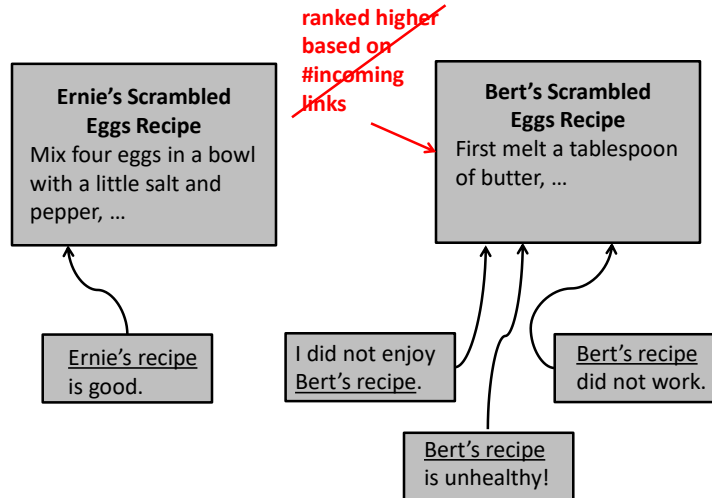 ranked higher
based on
#incoming
links
Ernie's Scrambled
Eggs Recipe
Mix four eggs in a bowl
with a little salt and
pepper, …
Bert's Scrambled
Eggs Recipe
First melt a tablespoon
of butter, …
Ernie's recipe
is good.
I did not enjoy
Bert's recipe.
Bert's recipe
did not work.
Bert's recipe
is unhealthy!